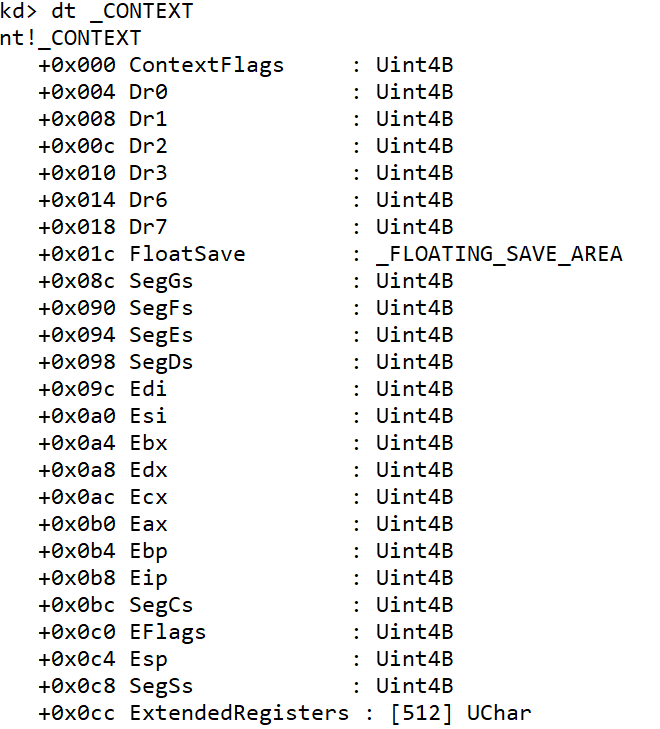 kd> dt _CONTEXT
nt!_CONTEXT
   +0x000 ContextFlags     : Uint4B
   +0x004 Dr0              : Uint4B
   +0x008 Dr1              : Uint4B
   +0x00c Dr2              : Uint4B
   +0x010 Dr3              : Uint4B
   +0x014 Dr6              : Uint4B
   +0x018 Dr7              : Uint4B
   +0x01c FloatSave        : _FLOATING_SAVE_AREA
   +0x08c SegGs            : Uint4B
   +0x090 SegFs            : Uint4B
   +0x094 SegEs            : Uint4B
   +0x098 SegDs            : Uint4B
   +0x09c Edi              : Uint4B
   +0x0a0 Esi              : Uint4B
   +0x0a4 Ebx              : Uint4B
   +0x0a8 Edx              : Uint4B
   +0x0ac Ecx              : Uint4B
   +0x0b0 Eax              : Uint4B
   +0x0b4 Ebp              : Uint4B
   +0x0b8 Eip              : Uint4B
   +0x0bc SegCs            : Uint4B
   +0x0c0 EFlags           : Uint4B
   +0x0c4 Esp              : Uint4B
   +0x0c8 SegSs            : Uint4B
   +0x0cc ExtendedRegisters : [512] UChar